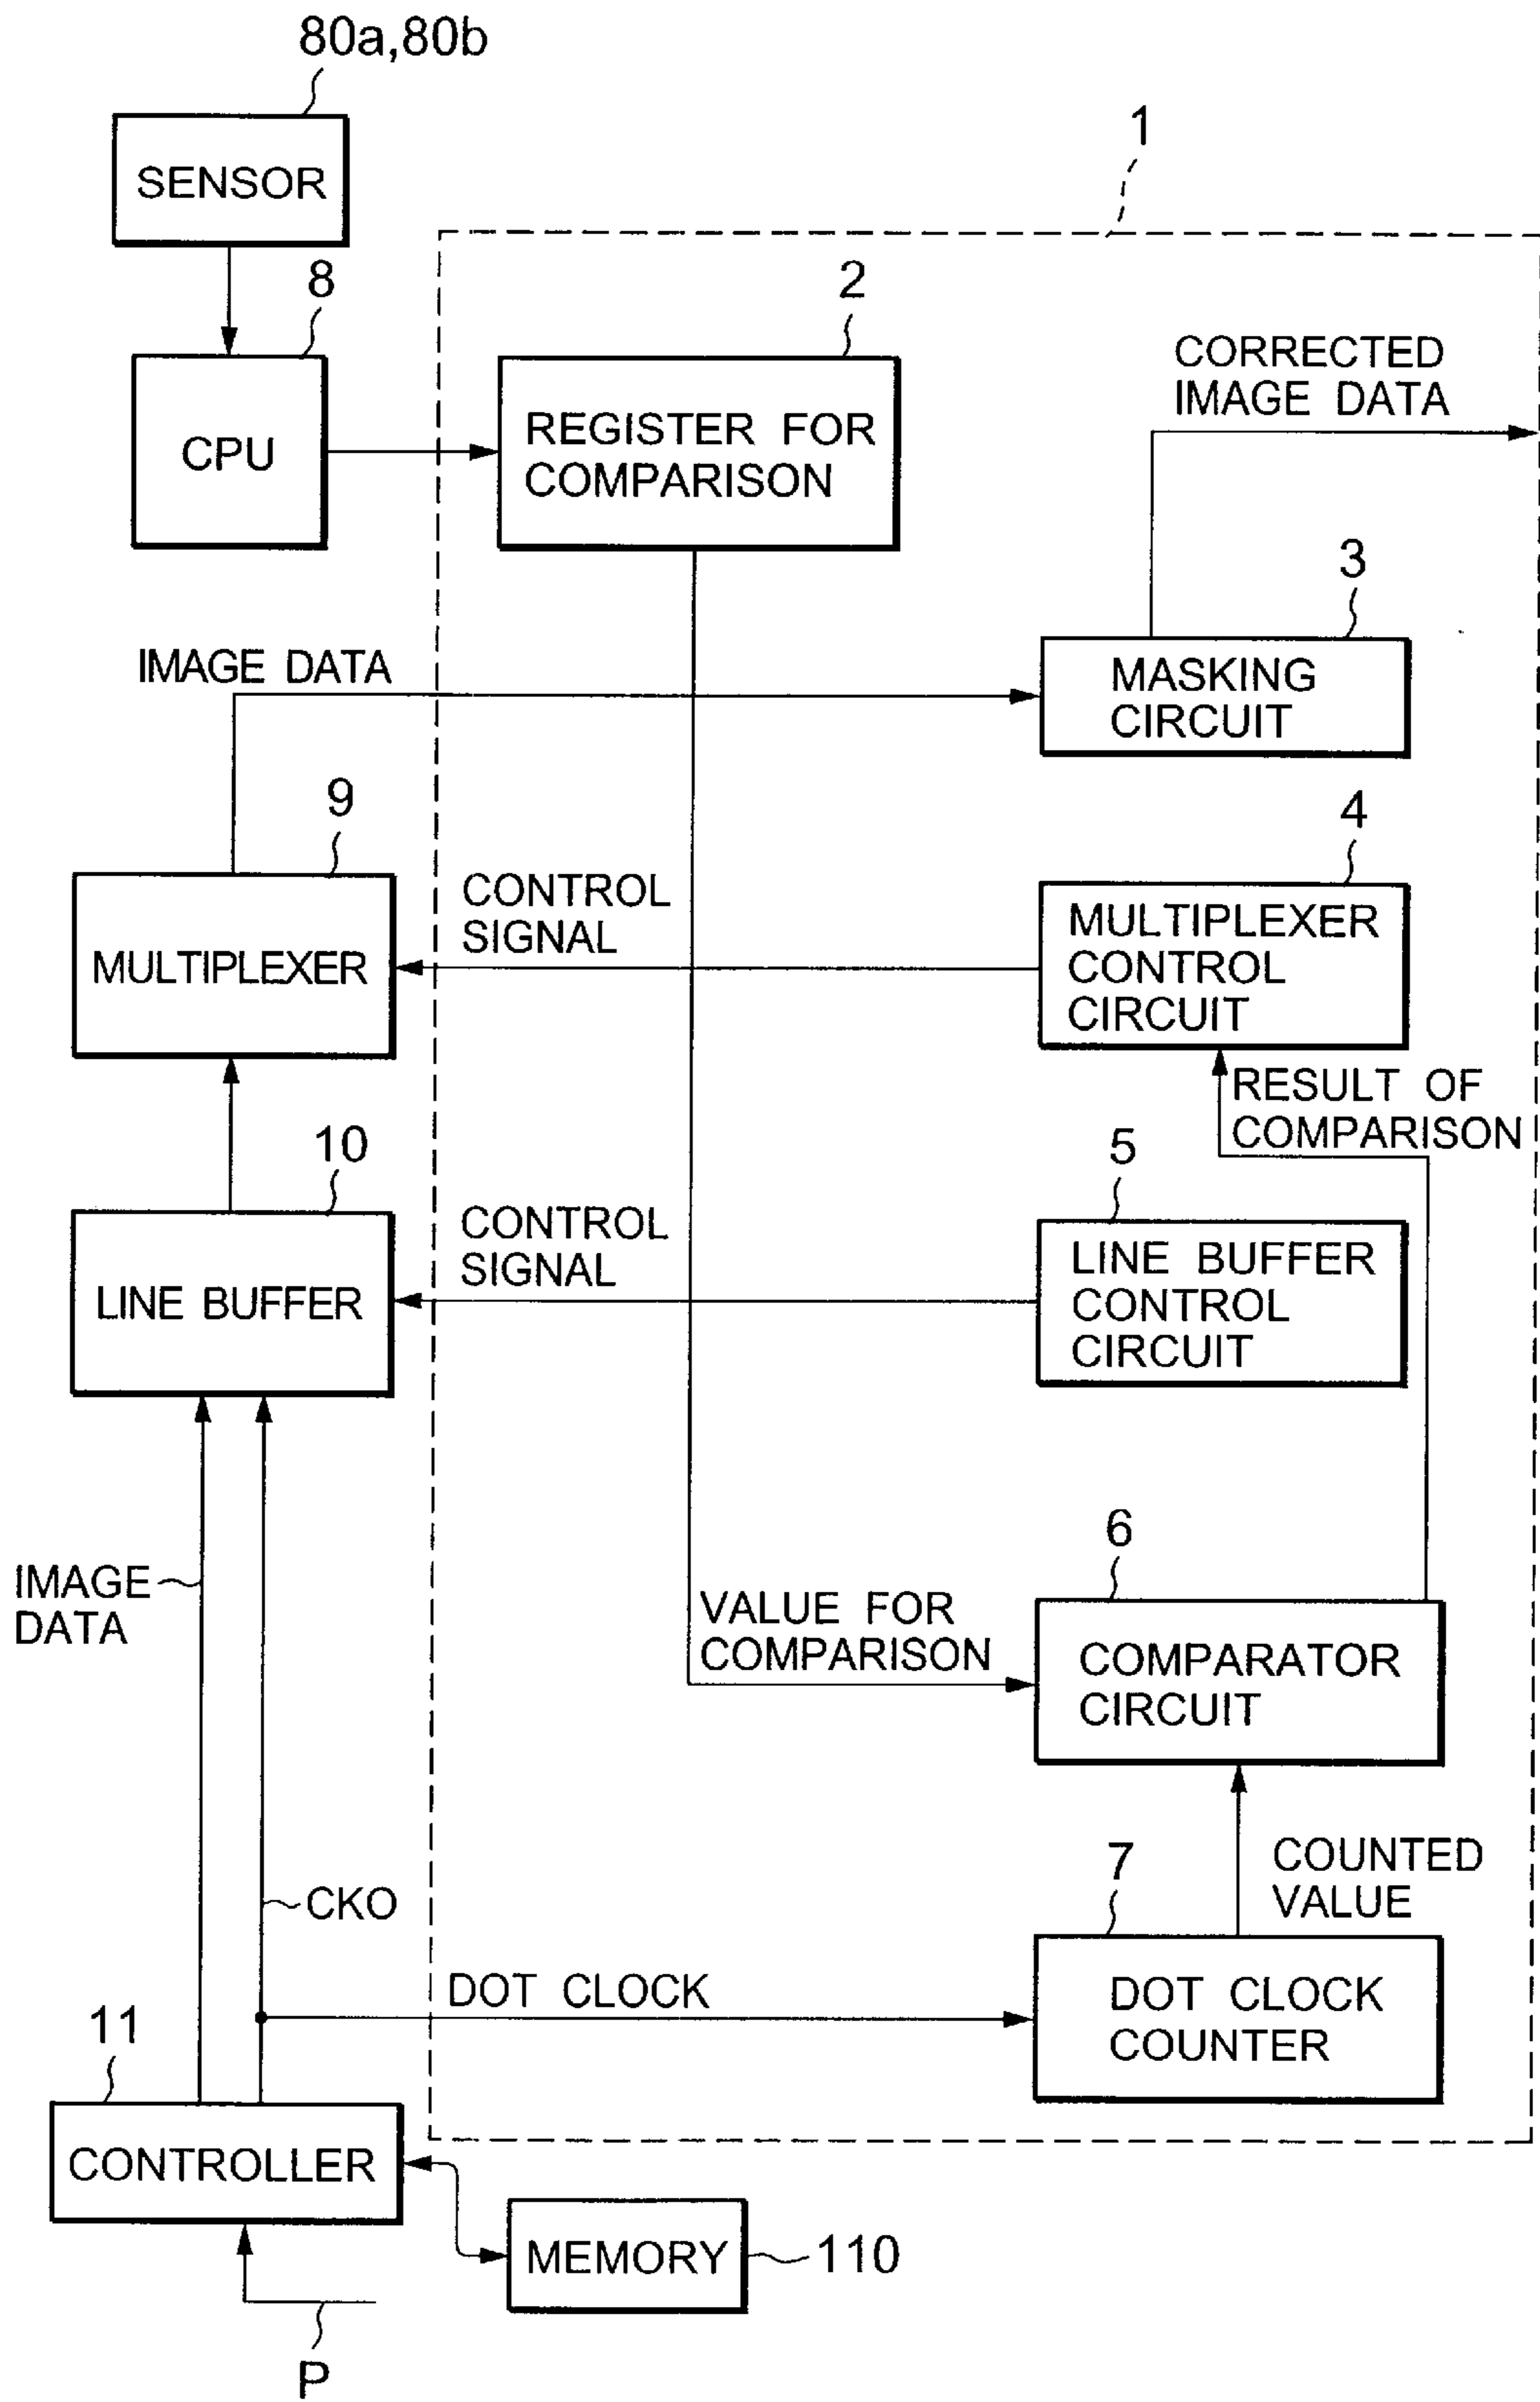 80a,80b
SENSOR
1
8
CPU
2
REGISTER FOR
COMPARISON
CORRECTED
IMAGE DATA
3
MASKING
CIRCUIT
IMAGE DATA
9
MULTIPLEXER
CONTROL
SIGNAL
4
MULTIPLEXER
CONTROL
CIRCUIT
RESULT OF
COMPARISON
10
LINE BUFFER
CONTROL
SIGNAL
5
LINE BUFFER
CONTROL
CIRCUIT
IMAGE
DATA
VALUE FOR
COMPARISON
6
COMPARATOR
CIRCUIT
CKO
COUNTED
VALUE
7
DOT CLOCK
DOT CLOCK
COUNTER
11
CONTROLLER
MEMORY
110
P